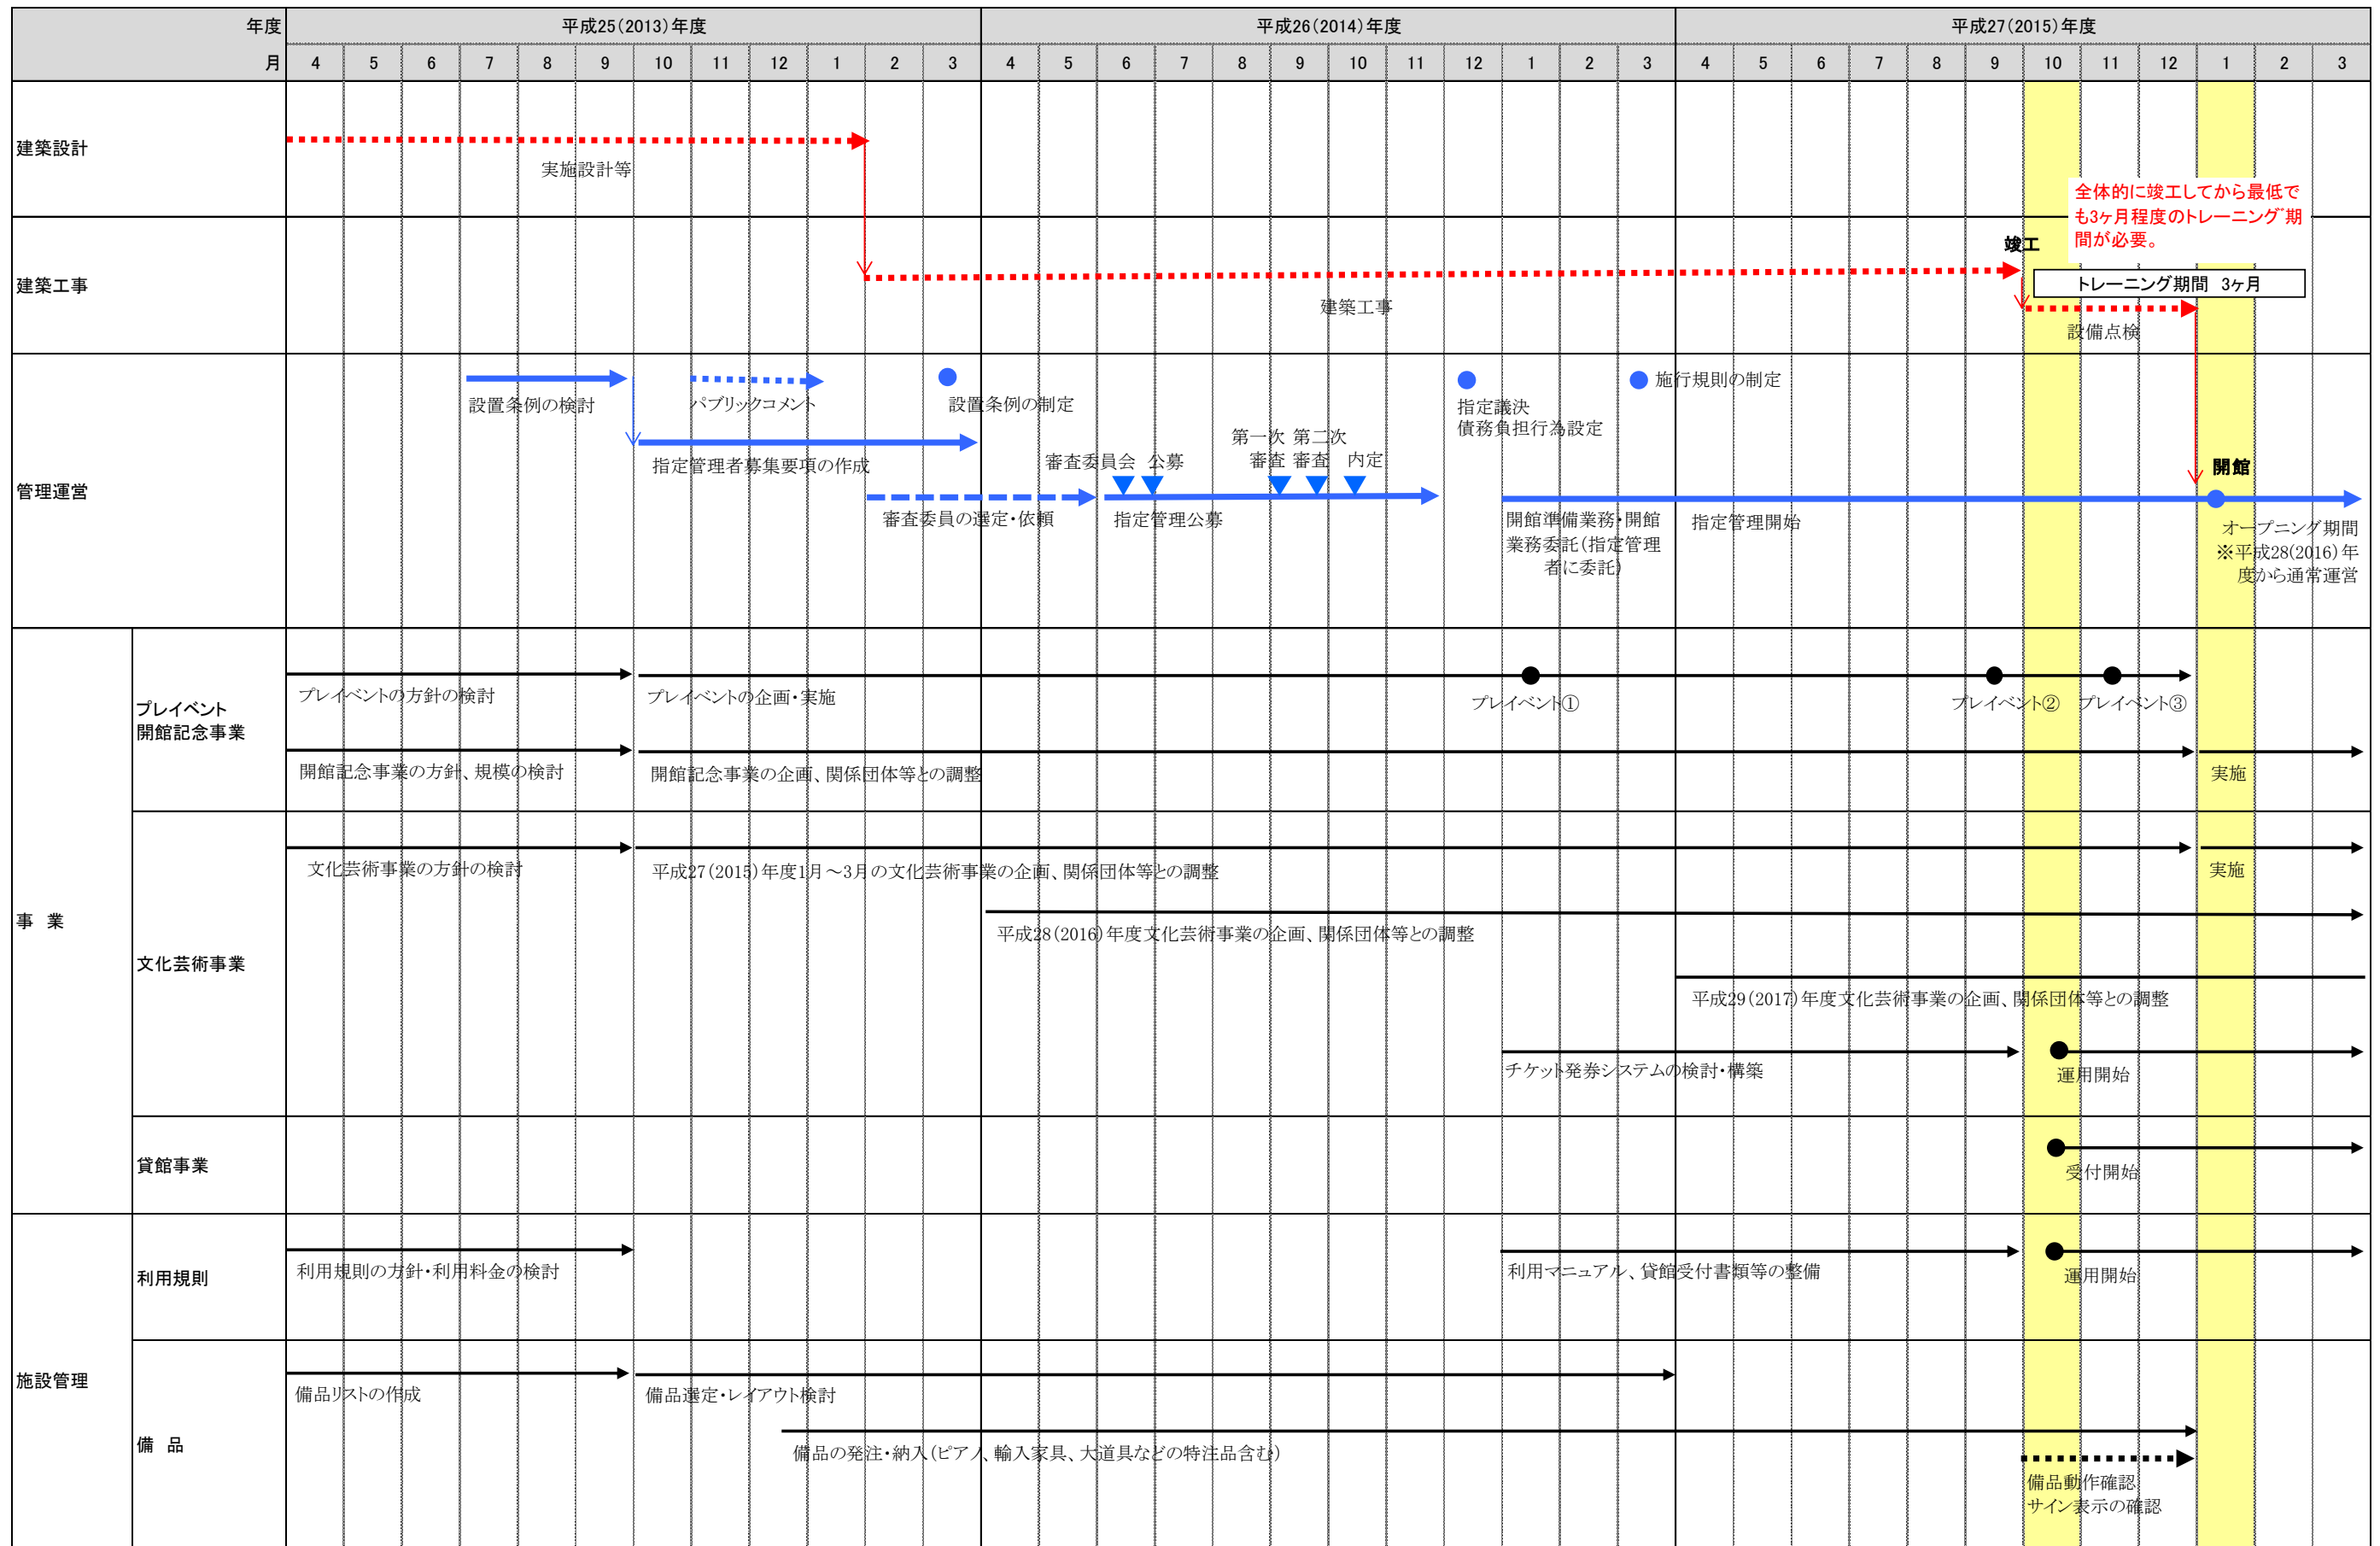 年度 平成25(2013)年度 平成26(2014)年度 平成27(2015)年度
月 4 5 6 7 8 9 10 11 12 1 2 3 4 5 6 7 8 9 10 11 12 1 2 3 4 5 6 7 8 9 10 11 12 1 2 3
建築設計
実施設計等
全体的に竣工してから最低で
も3ヶ月程度のトレーニング期
間が必要。
建築工事
竣工
トレーニング期間 3ヶ月
建築工事
設備点検
管理運営
設置条例の検討
パブリックコメント
設置条例の制定
指定議決
債務負担行為設定
施行規則の制定
指定管理者募集要項の作成
審査委員会 公募
第一次 第二次
審査 審査 内定
開館
審査委員の選定・依頼
指定管理公募
開館準備業務・開館
業務委託(指定管理
者に委託)
指定管理開始
オープニング期間
※平成28(2016)年
度から通常運営
事 業
プレイベント
開館記念事業
プレイベントの方針の検討
プレイベントの企画・実施
プレイベント①
プレイベント②
プレイベント③
開館記念事業の方針、規模の検討
開館記念事業の企画、関係団体等との調整
実施
文化芸術事業
文化芸術事業の方針の検討
平成27(2015)年度1月～3月の文化芸術事業の企画、関係団体等との調整
実施
平成28(2016)年度文化芸術事業の企画、関係団体等との調整
平成29(2017)年度文化芸術事業の企画、関係団体等との調整
チケット発券システムの検討・構築
運用開始
貸館事業
受付開始
施設管理
利用規則
利用規則の方針・利用料金の検討
利用マニュアル、貸館受付書類等の整備
運用開始
備 品
備品リストの作成
備品選定・レイアウト検討
備品の発注・納入(ピアノ、輸入家具、大道具などの特注品含む)
備品動作確認
サイン表示の確認